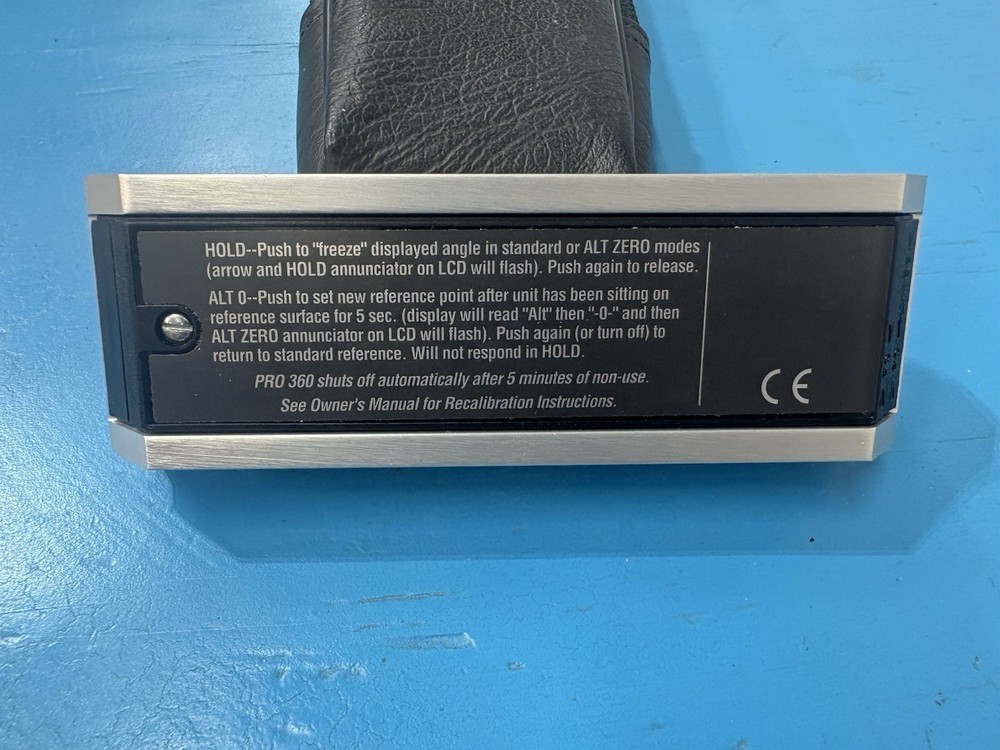 HOLD--Push to "freeze" displayed angle in standard or ALT ZERO modes
(arrow and HOLD annunciator on LCD will flash). Push again to release.
ALT 0--Push to set new reference point after unit has been sitting on
reference surface for 5 sec. (display will read "Alt" then "-0-" and then
ALT ZERO annunciator on LCD will flash). Push again (or turn off) to
return to standard reference. Will not respond in HOLD.
PRO 360 shuts off automatically after 5 minutes of non-use.
See Owner's Manual for Recalibration Instructions.
CE